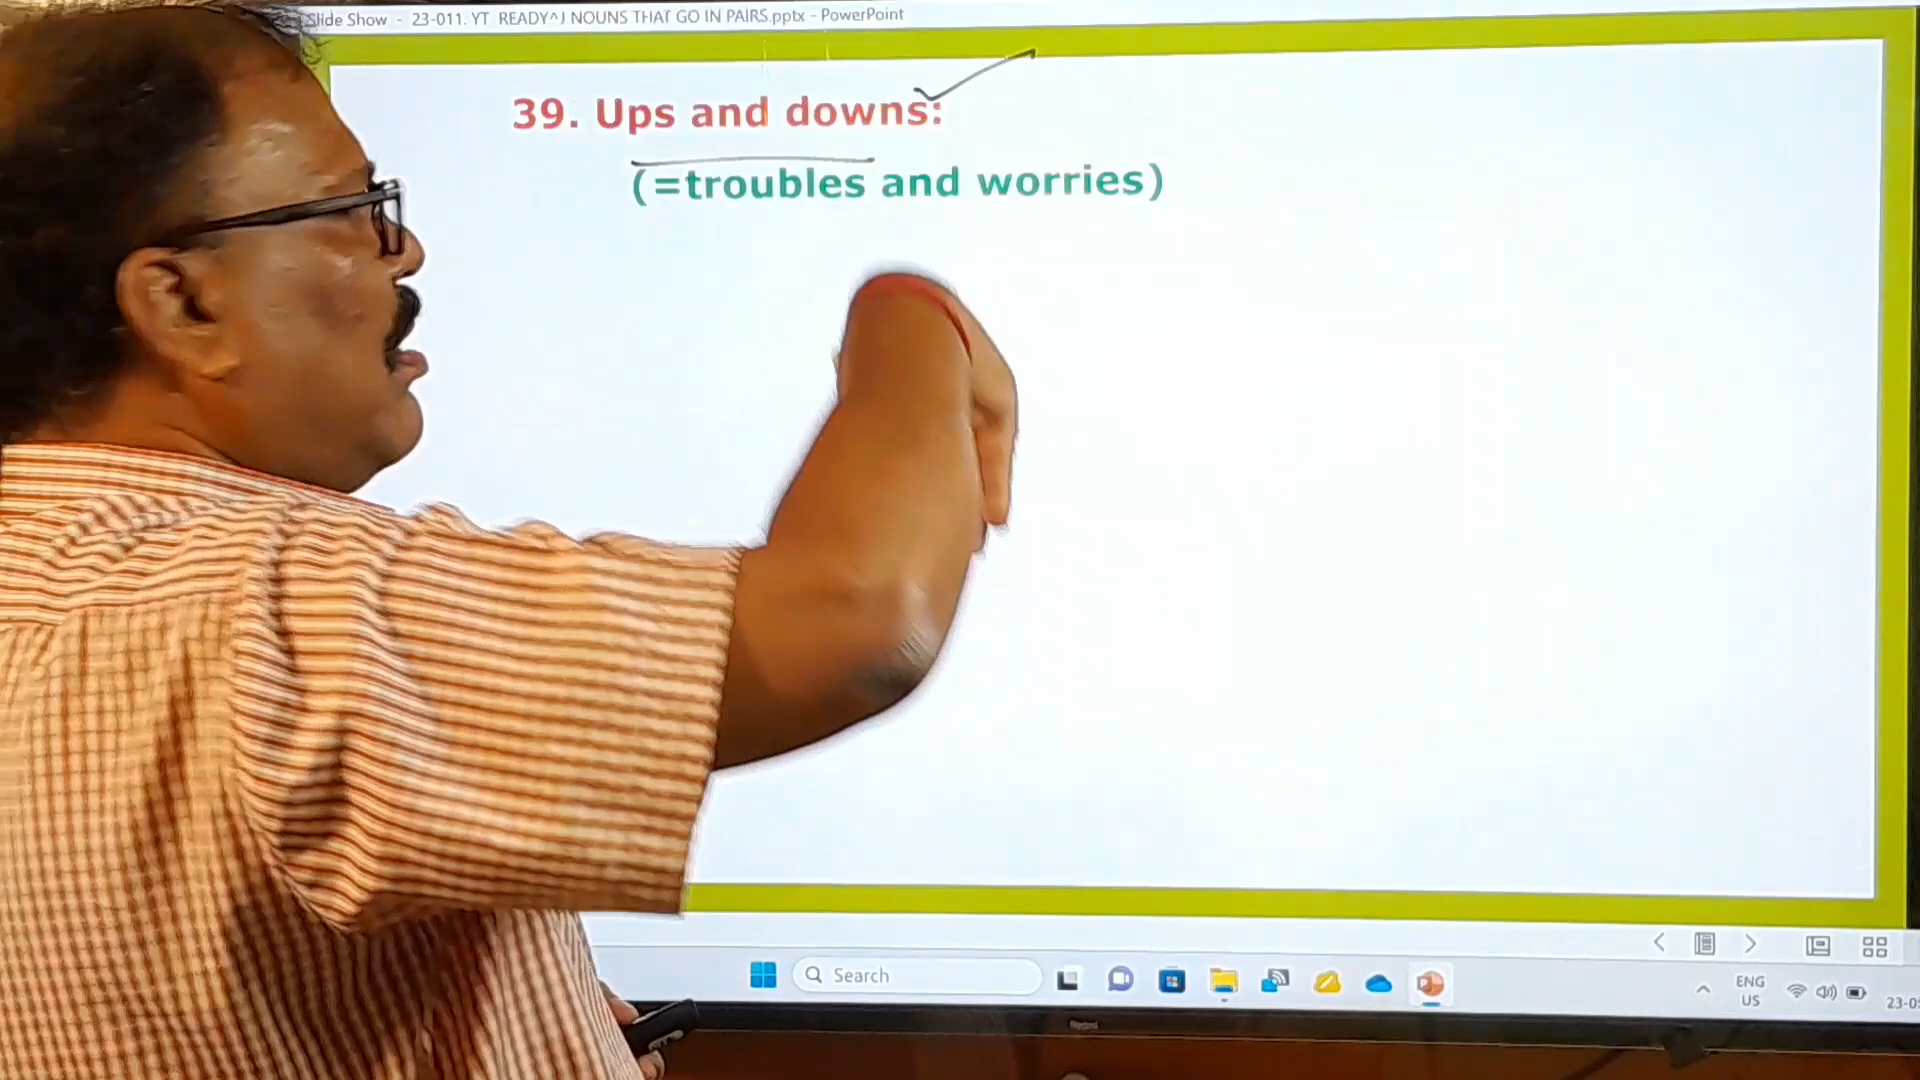 Slide Show - 23-011. YT READY^J NOUNS THAT GO IN PAIRS.pptx - PowerPoint
39. Ups and downs:
(=troubles and worries)
Search
ENG
US